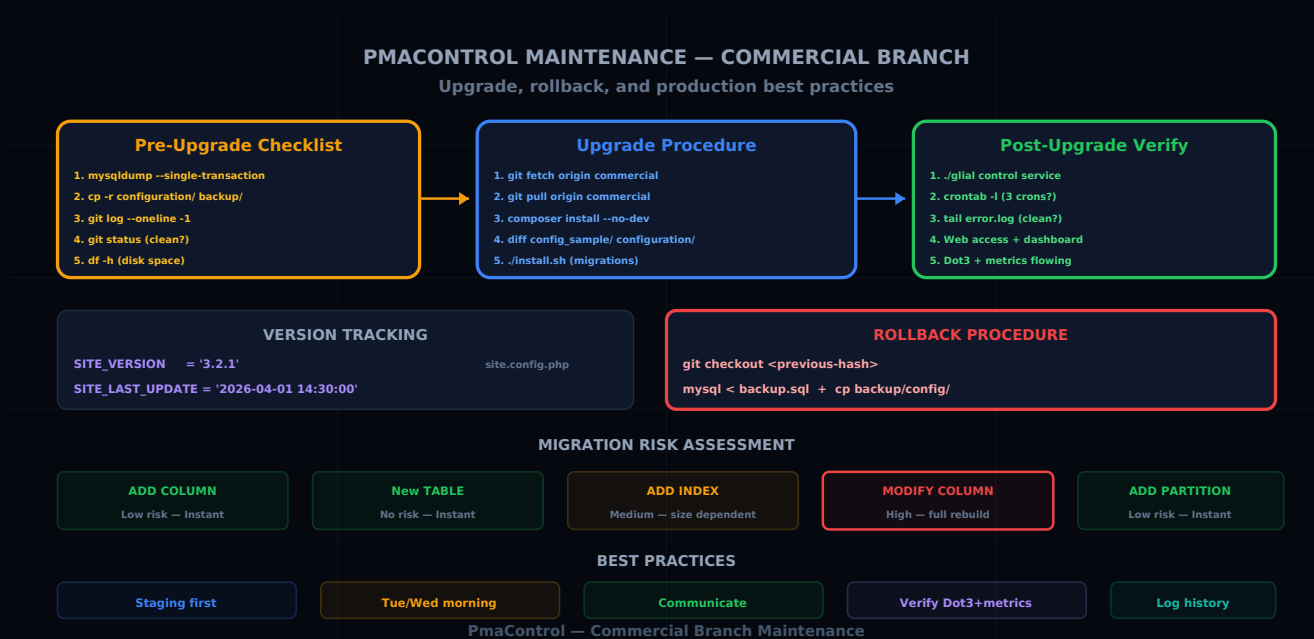 PMACONTROL MAINTENANCE — COMMERCIAL BRANCH
Upgrade, rollback, and production best practices
Pre-Upgrade Checklist
1. mysqldump --single-transaction
2. cp -r configuration/ backup/
3. git log --oneline -1
4. git status (clean?)
5. df -h (disk space)
Upgrade Procedure
1. git fetch origin commercial
2. git pull origin commercial
3. composer install --no-dev
4. diff config_sample/ configuration/
5. ./install.sh (migrations)
Post-Upgrade Verify
1. ./glial control service
2. crontab -l (3 crons?)
3. tail error.log (clean?)
4. Web access + dashboard
5. Dot3 + metrics flowing
VERSION TRACKING
SITE_VERSION = '3.2.1' site.config.php
SITE_LAST_UPDATE = '2026-04-01 14:30:00'
ROLLBACK PROCEDURE
git checkout <previous-hash>
mysql < backup.sql + cp backup/config/
MIGRATION RISK ASSESSMENT
ADD COLUMN
Low risk — Instant
New TABLE
No risk — Instant
ADD INDEX
Medium — size dependent
MODIFY COLUMN
High — full rebuild
ADD PARTITION
Low risk — Instant
BEST PRACTICES
Staging first
Tue/Wed morning
Communicate
Verify Dot3+metrics
Log history
PmaControl — Commercial Branch Maintenance